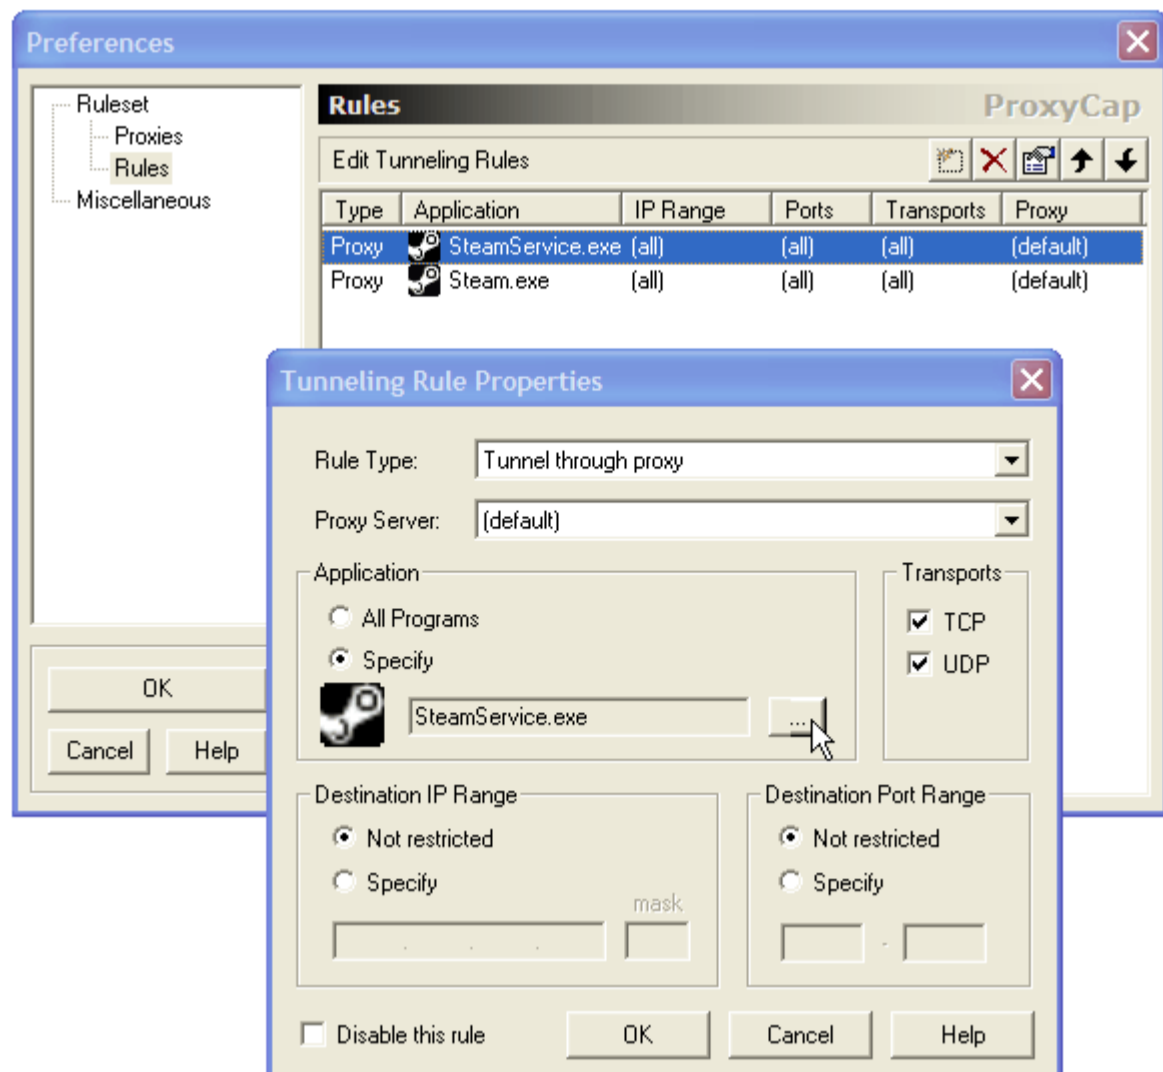 Preferences
Ruleset
Proxies
Rules
Miscellaneous
OK
Cancel Help
Rules ProxyCap
Edit Tunneling Rules
Type Application IP Range Ports Transports Proxy
Proxy SteamService.exe (all) (all) (all) (default)
Proxy Steam.exe (all) (all) (all) (default)
Tunneling Rule Properties
Rule Type: Tunnel through proxy
Proxy Server: (default)
Application
All Programs
Specify
SteamService.exe ...
Transports
TCP
UDP
Destination IP Range
Not restricted
Specify
mask
. . .
Destination Port Range
Not restricted
Specify
-
Disable this rule OK Cancel Help